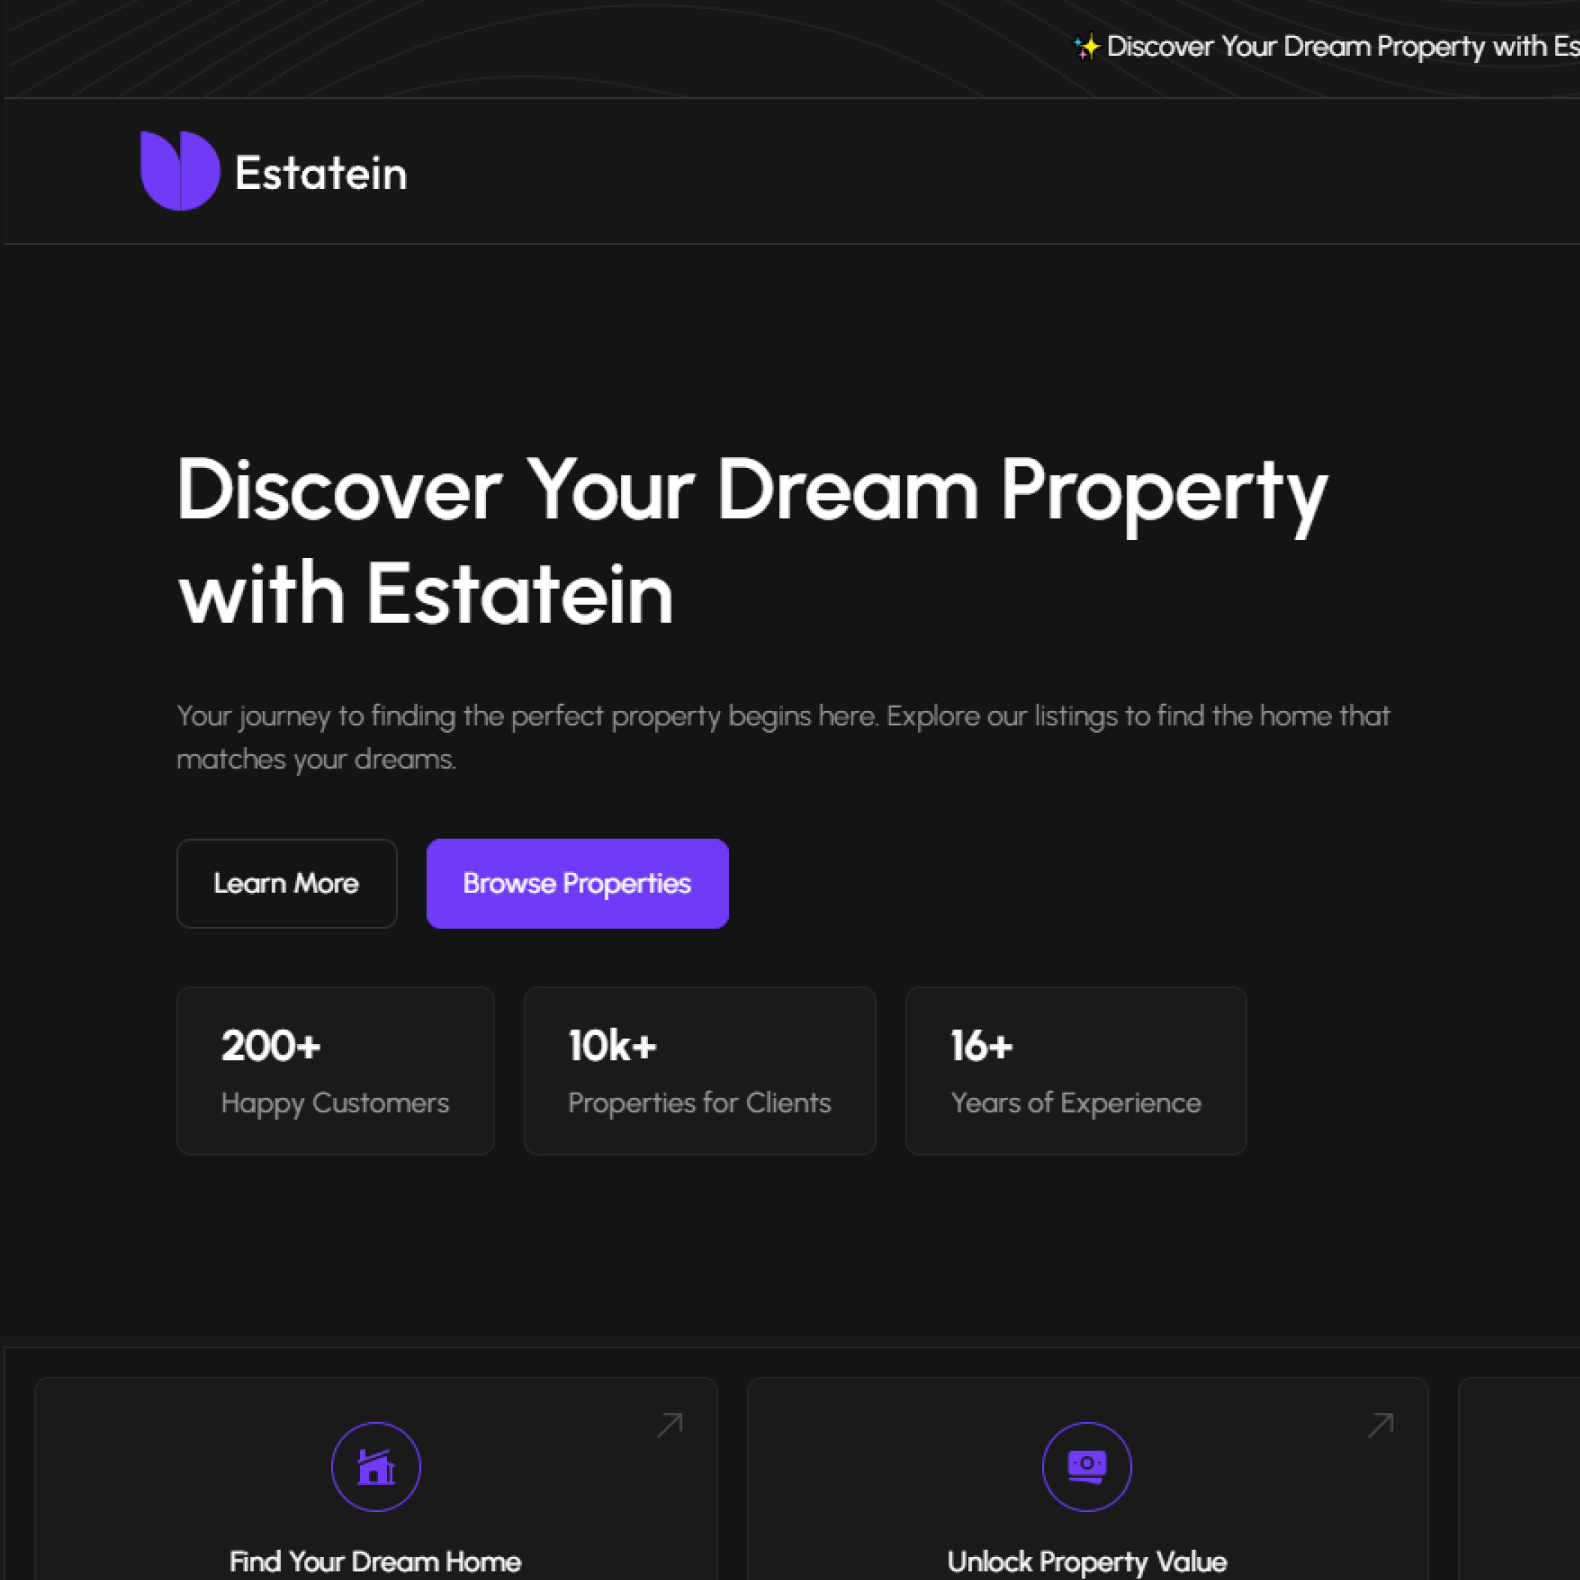 ✨ Discover Your Dream Property with Es
Estatein
Discover Your Dream Property
with Estatein
Your journey to finding the perfect property begins here. Explore our listings to find the home that
matches your dreams.
Learn More
Browse Properties
200+
Happy Customers
10k+
Properties for Clients
16+
Years of Experience
Find Your Dream Home
Unlock Property Value